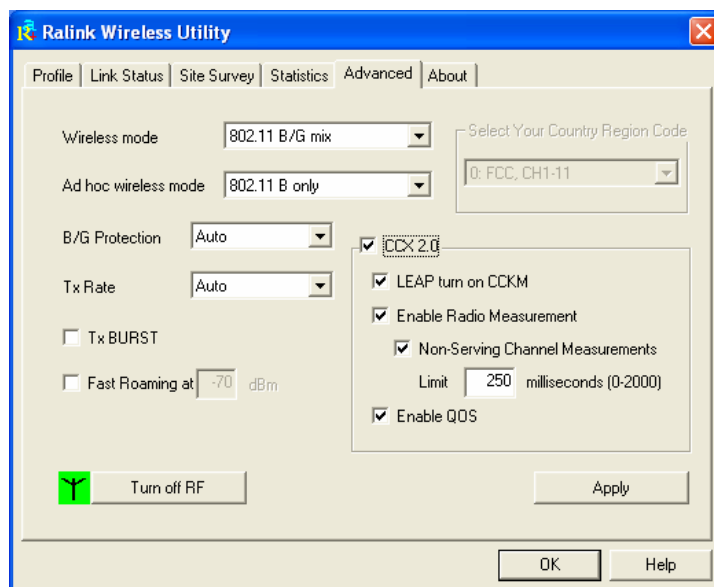 Ralink Wireless Utility
Profile Link Status Site Survey Statistics Advanced About
Wireless mode 802.11 B/G mix
Select Your Country Region Code
0: FCC, CH1-11
Ad hoc wireless mode 802.11 B only
B/G Protection Auto
CCX 2.0
Tx Rate Auto
LEAP turn on CCKM
Enable Radio Measurement
Tx BURST
Non-Serving Channel Measurements
Fast Roaming at -70 dBm
Limit 250 milliseconds (0-2000)
Enable QOS
Turn off RF
Apply
OK Help